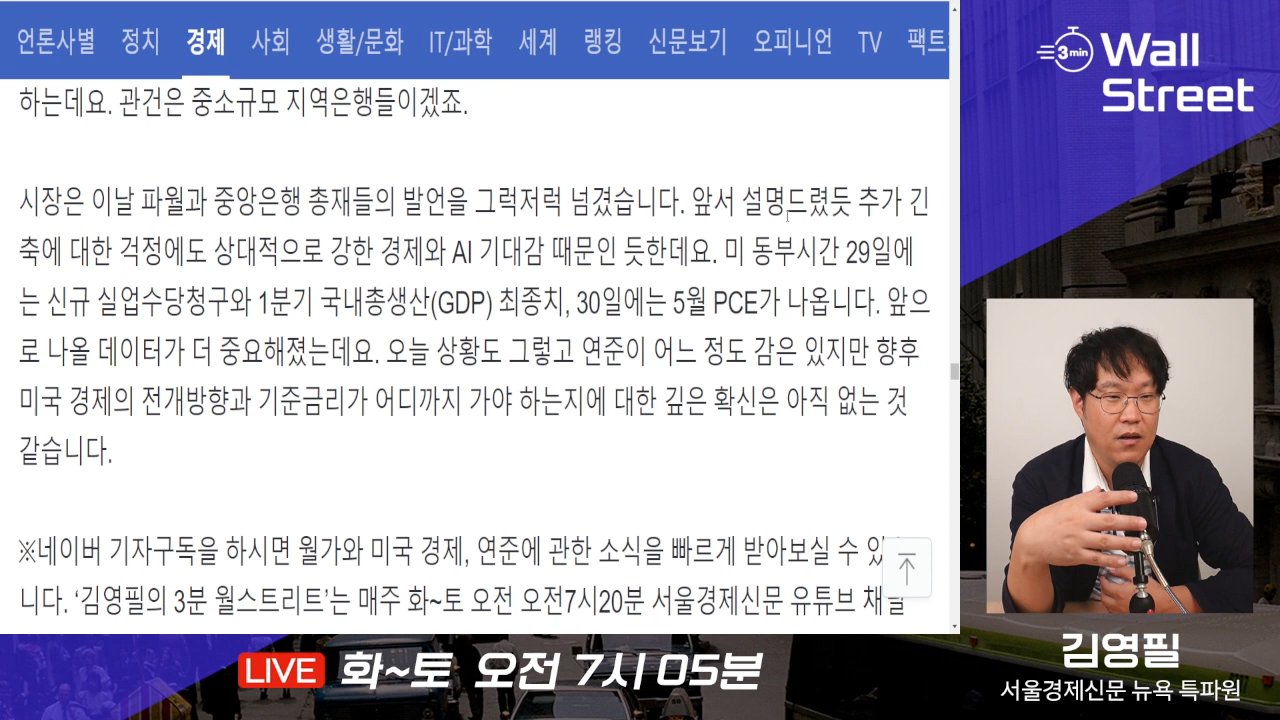 언론사별 정치 경제 사회 생활/문화 IT/과학 세계 랭킹 신문보기 오피니언 TV 팩트
하는데요. 관건은 중소규모 지역은행들이겠죠.
시장은 이날 파월과 중앙은행 총재들의 발언을 그럭저럭 넘겼습니다. 앞서 설명드렸듯 추가 긴
축에 대한 걱정에도 상대적으로 강한 경제와 AI 기대감 때문인 듯한데요. 미 동부시간 29일에
는 신규 실업수당청구와 1분기 국내총생산(GDP) 최종치, 30일에는 5월 PCE가 나옵니다. 앞으
로 나올 데이터가 더 중요해졌는데요. 오늘 상황도 그렇고 연준이 어느 정도 감은 있지만 향후
미국 경제의 전개방향과 기준금리가 어디까지 가야 하는지에 대한 깊은 확신은 아직 없는 것
같습니다.
※네이버 기자구독을 하시면 월가와 미국 경제, 연준에 관한 소식을 빠르게 받아보실 수
니다. ‘김영필의 3분 월스트리트’는 매주 화~토 오전 오전7시20분 서울경제신문 유튜브 채널
3 min Wall
Street
김영필
서울경제신문 뉴욕 특파원
LIVE 화~토 오전 7시 05분